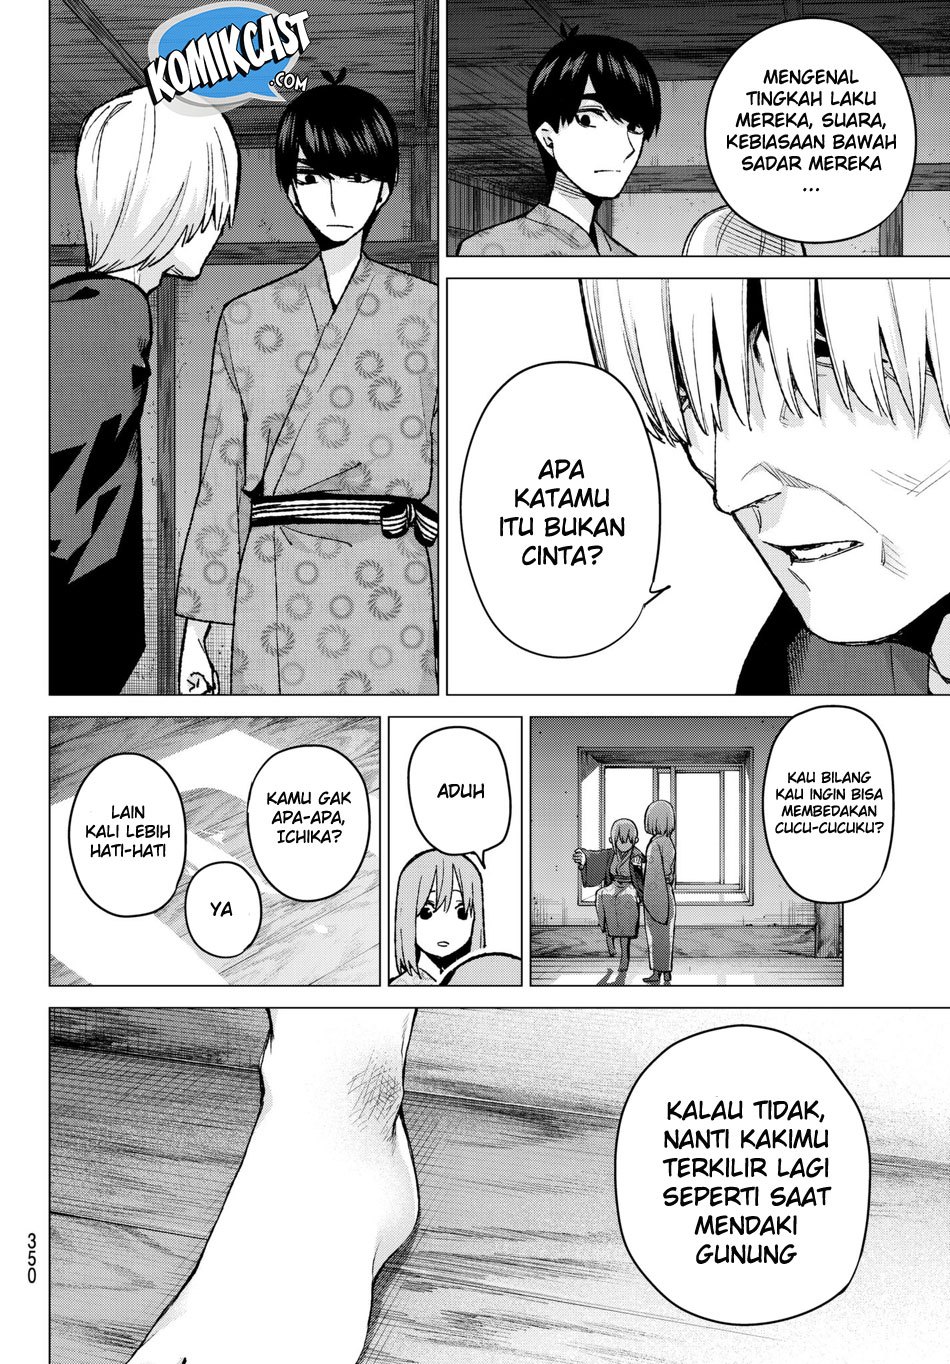 KOMIKCAST
.COM
MENGENAL
TINGKAH LAKU
MEREKA, SUARA,
KEBIASAAN BAWAH
SADAR MEREKA
...
APA
KATAMU
ITU BUKAN
CINTA?
KAU BILANG
KAU INGIN BISA
MEMBEDAKAN
CUCU-CUCUKU?
ADUH
KAMU GAK
APA-APA,
ICHIKA?
YA
LAIN
KALI LEBIH
HATI-HATI
KALAU TIDAK,
NANTI KAKIMU
TERKILIR LAGI
SEPERTI SAAT
MENDAKI
GUNUNG
350